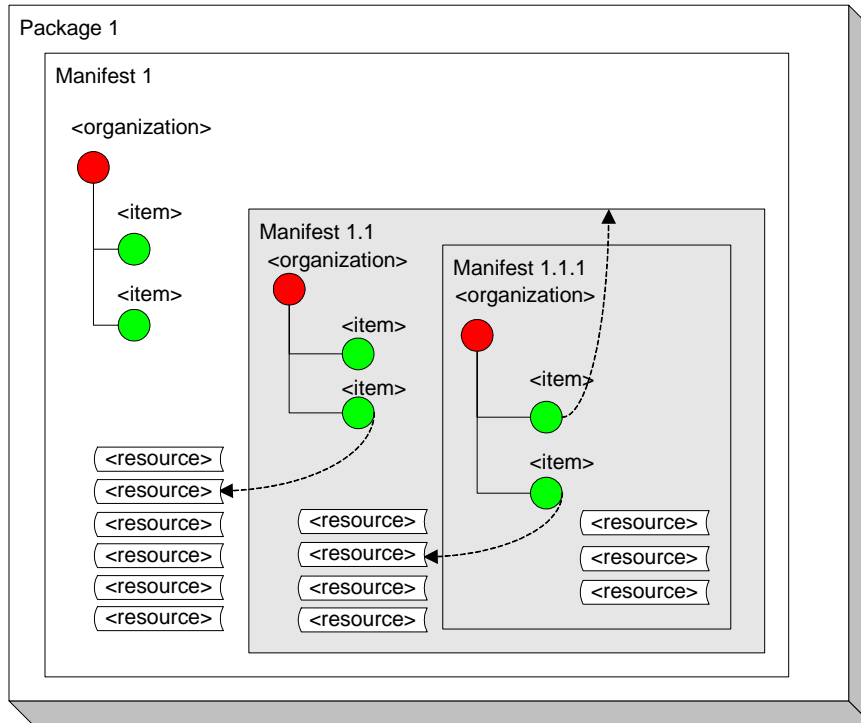 Package 1
Manifest 1
<organization>
<item>
<item>
<resource>
<resource>
<resource>
<resource>
<resource>
<resource>
Manifest 1.1
<organization>
<item>
<item>
<resource>
<resource>
<resource>
<resource>
Manifest 1.1.1
<organization>
<item>
<item>
<resource>
<resource>
<resource>